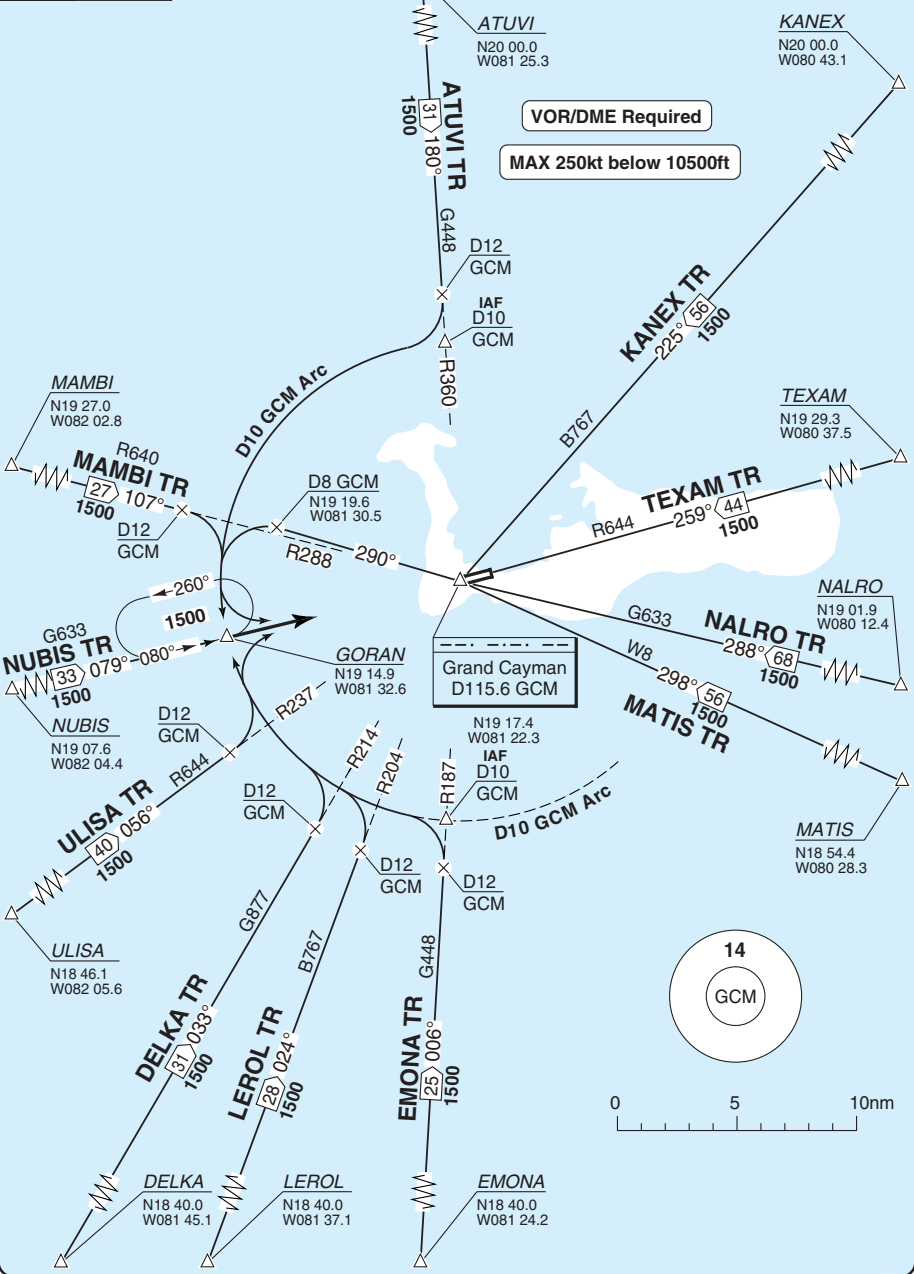 ATUVI
N20 00.0
W081 25.3
KANEX
N20 00.0
W080 43.1
VOR/DME Required
MAX 250kt below 10500ft
ATUVI TR
31 180°
1500
G448
D12
GCM
IAF
D10
GCM
R360
KANEX TR
225° 56
1500
B767
D10 GCM Arc
MAMBI
N19 27.0
W082 02.8
R640
MAMBI TR
27 107°
1500
D12
GCM
D8 GCM
N19 19.6
W081 30.5
R288
290°
TEXAM
N19 29.3
W080 37.5
TEXAM TR
R644 259° 44
1500
260°
1500
G633
NUBIS TR
33 079° 080°
1500
NUBIS
N19 07.6
W082 04.4
GORAN
N19 14.9
W081 32.6
Grand Cayman
D115.6 GCM
N19 17.4
W081 22.3
NALRO
N19 01.9
W080 12.4
G633
NALRO TR
288° 68
1500
W8
298° 56
1500
MATIS TR
MATIS
N18 54.4
W080 28.3
D12
GCM
R237
R644
ULISA TR
40 056°
1500
ULISA
N18 46.1
W082 05.6
R214
R204
R187
IAF
D10
GCM
D10 GCM Arc
D12
GCM
D12
GCM
D12
GCM
G877
DELKA TR
31 033°
1500
B767
LEROL TR
28 024°
1500
G448
EMONA TR
25 006°
1500
14
GCM
0 5 10nm
DELKA
N18 40.0
W081 45.1
LEROL
N18 40.0
W081 37.1
EMONA
N18 40.0
W081 24.2